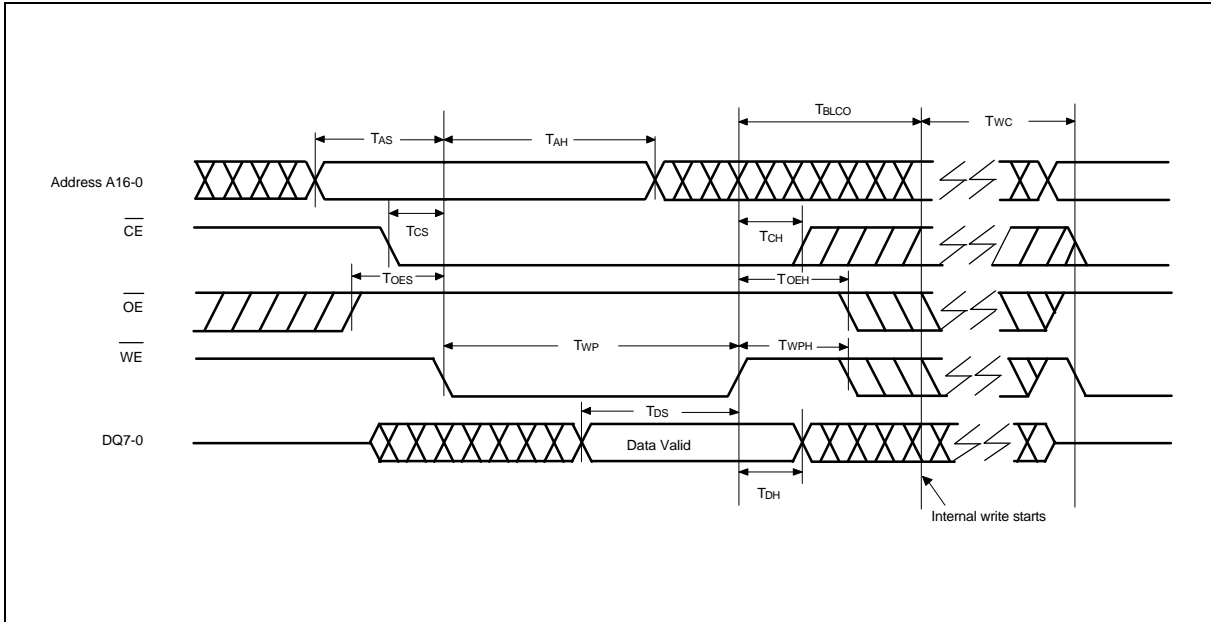 TBLCO
TWC
TAS
TAH
Address A16-0
CE
TCS
TCH
TOES
TOEH
OE
TWP
TWPH
WE
TDS
DQ7-0
Data Valid
TDH
Internal write starts